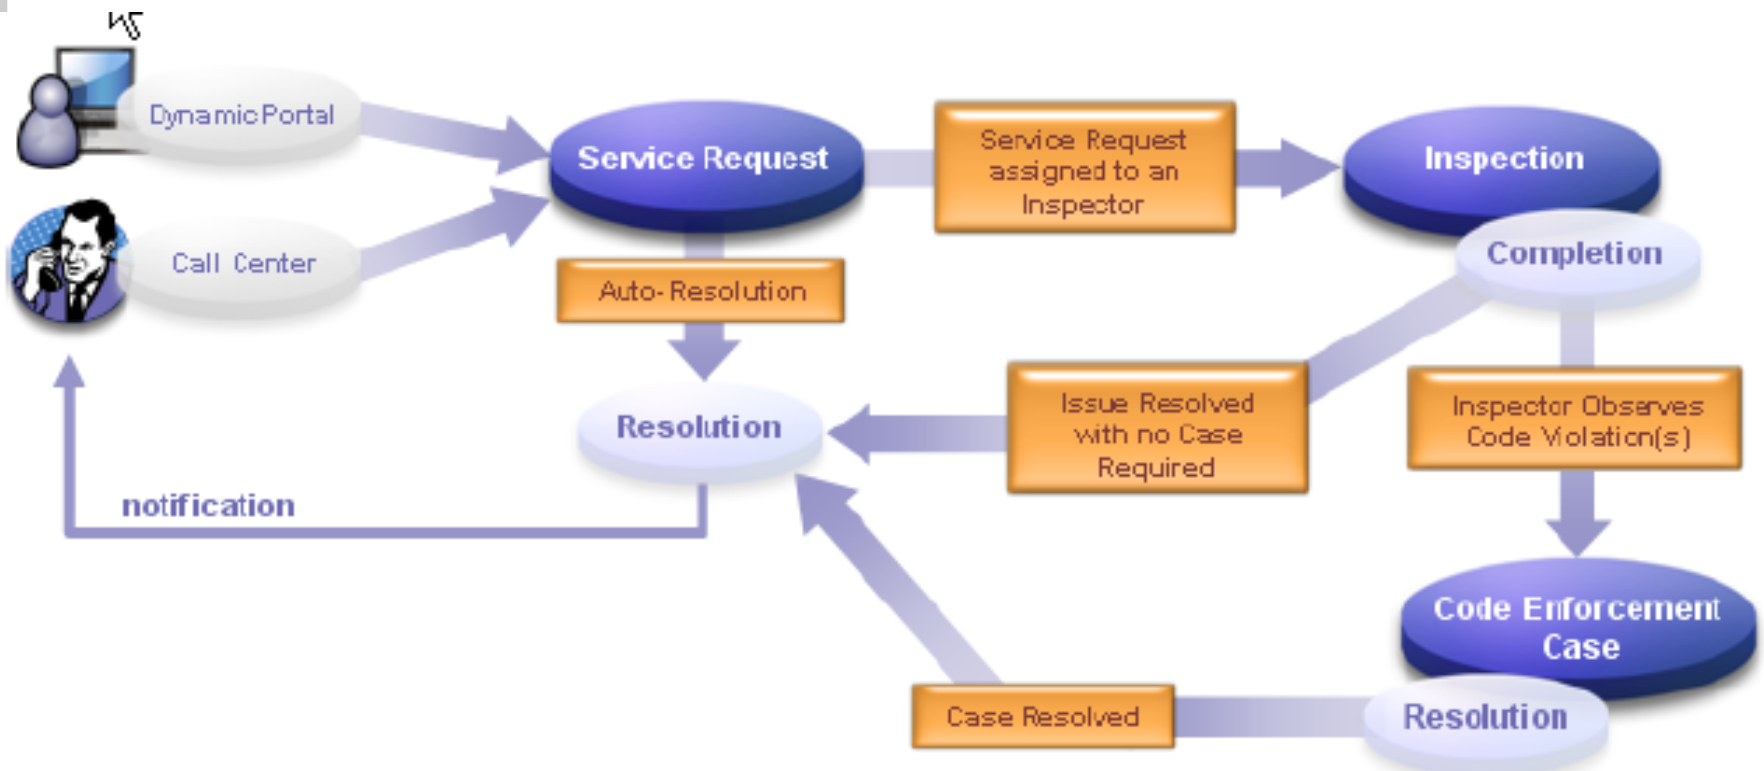 Dynamic Portal
Service Request
Service Request
assigned to an
Inspector
Inspection
Call Center
Completion
Auto-Resolution
Resolution
Issue Resolved
with no Case
Required
Inspector Observes
Code Violation(s)
notification
Code Enforcement
Case
Case Resolved
Resolution